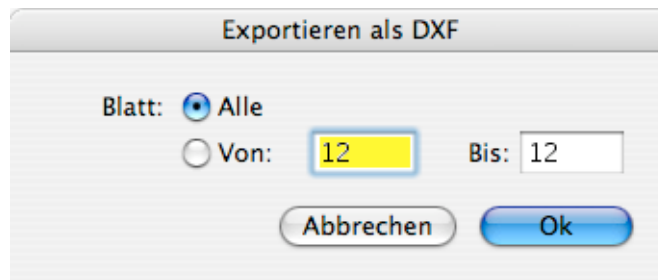 Exportieren als DXF
Blatt: Alle
Von: 12 Bis: 12
Abbrechen Ok